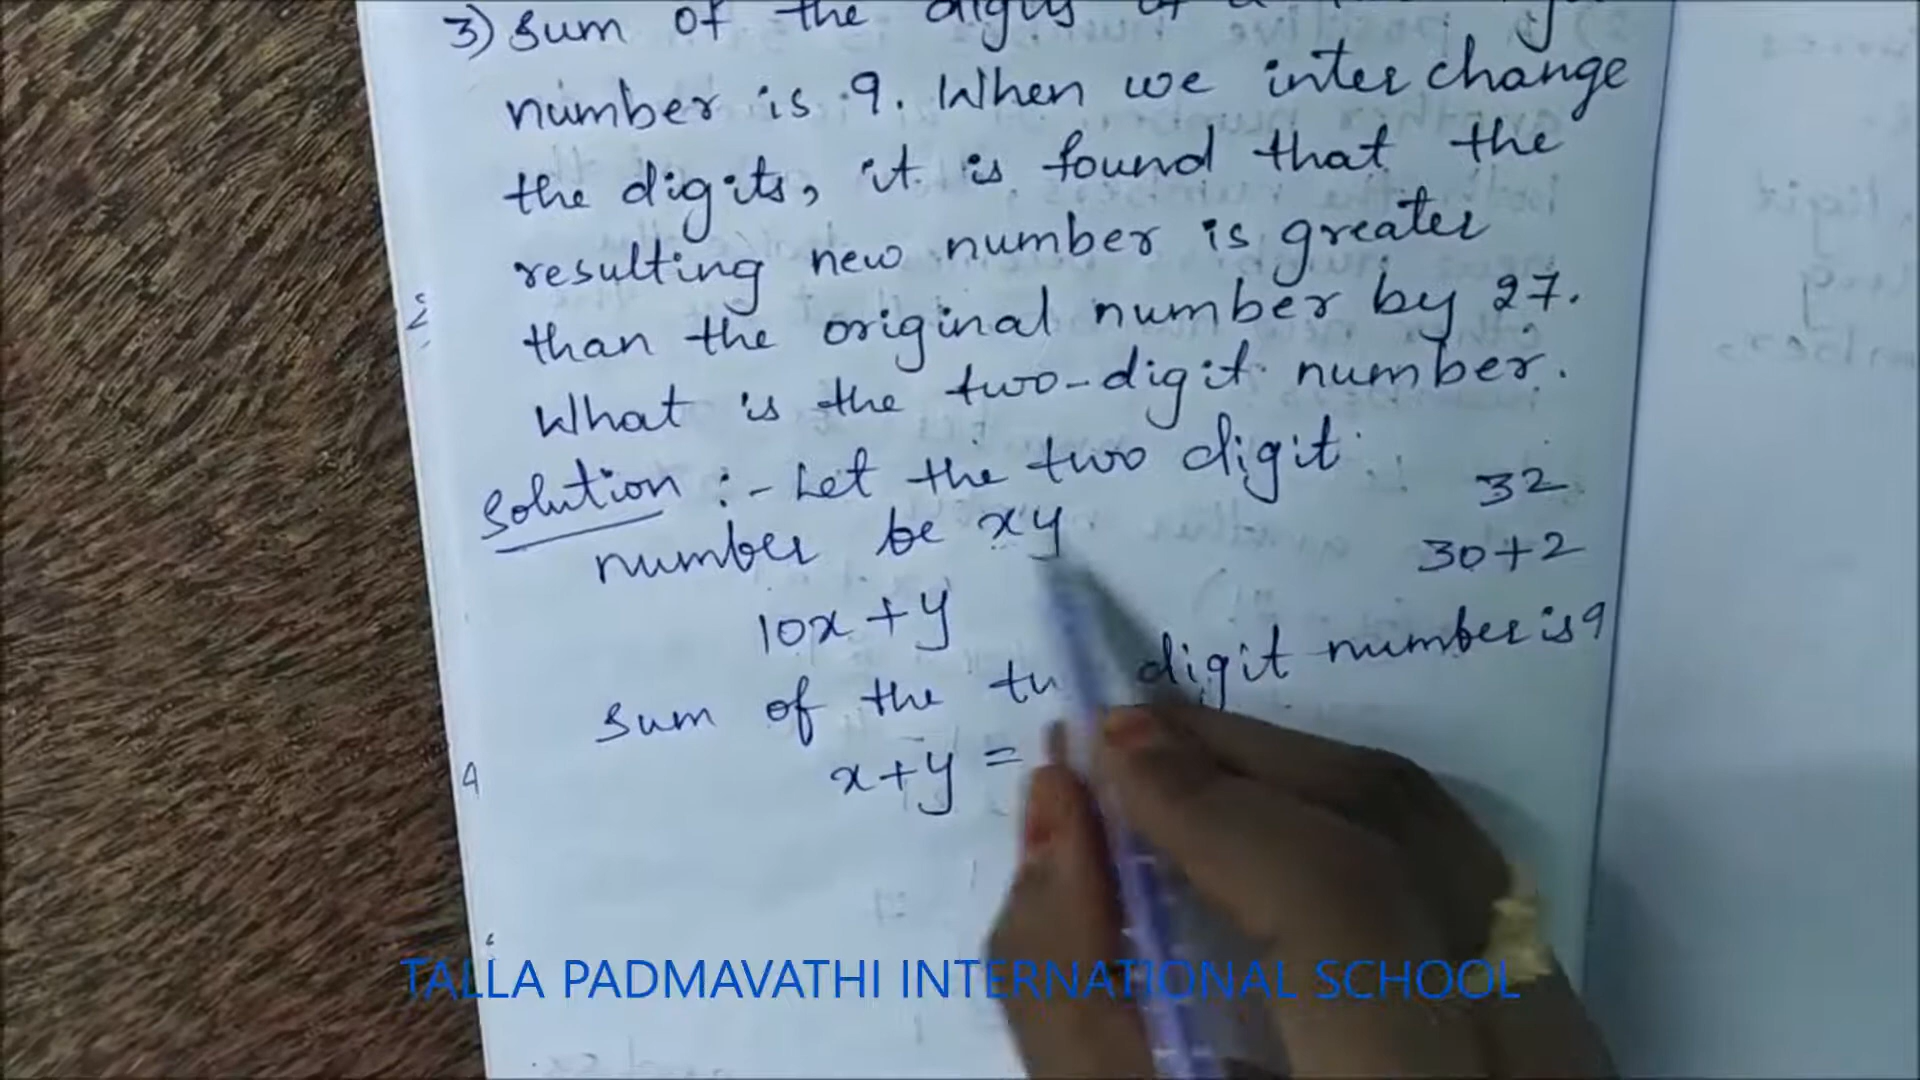 3) Sum of the digits of a
number is 9. When we interchange
the digits, it is found that the
resulting new number is greater
than the original number by 27.
What is the two-digit number.
Solution :- Let the two digit
number be xy
32
30+2
10x+y
Sum of the digit number is 9
x+y =
4
TALLA PADMAVATHI INTERNATIONAL SCHOOL